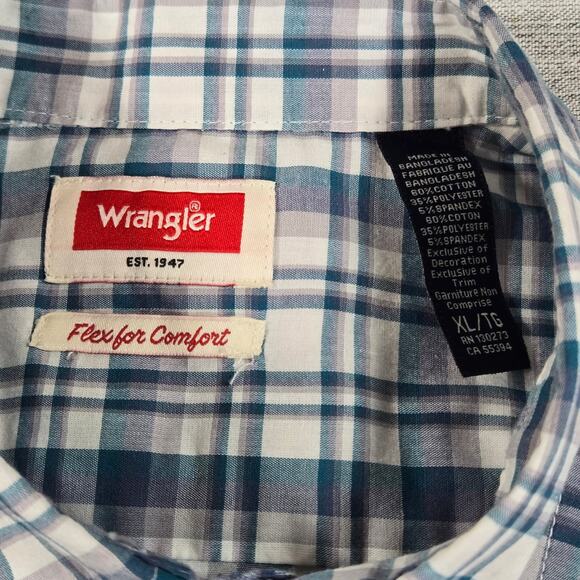 Wrangler®
EST. 1947
Flex for Comfort
MADE IN
BANGLADESH
FABRIQUE AU
BANGLADESH
60%COTTON
35%POLYESTER
5%SPANDEX
60%COTON
35%POLYESTER
5%SPANDEX
Exclusive of
Decoration
Exclusive of
Trim
Garniture Non
Comprise
XL/TG
RN 130273
CA 55394